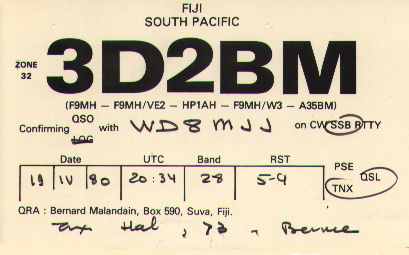 FIJI
SOUTH PACIFIC
ZONE 32
3D2BM
(F9MH — F9MH/VE2 — HP1AH — F9MH/W3 — A35BM)
Confirming QSO LOG with WD8MJJ on CW SSB RTTY
Date UTC Band RST
19 IV 80 20:34 28 5-9
PSE TNX QSL
QRA : Bernard Malandain, Box 590, Suva, Fiji.
Tnx Hal, 73, Bernie